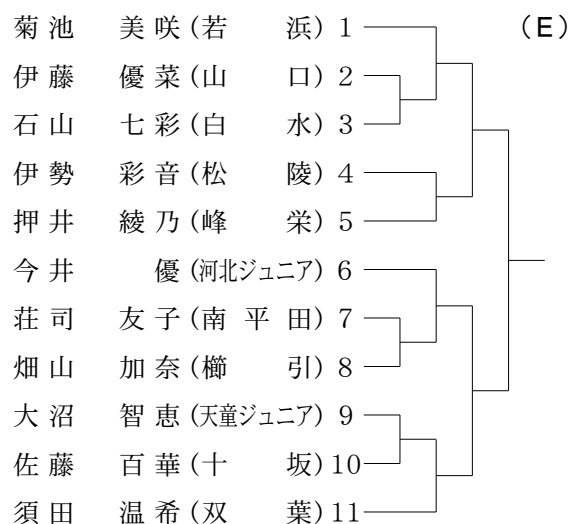 菊池 美咲(若浜) 1 (E)
伊藤 優菜(山口) 2
石山 七彩(白水) 3
伊勢 彩音(松陵) 4
押井 綾乃(峰栄) 5
今井 優(河北ジュニア) 6
荘司 友子(南平田) 7
畑山 加奈(櫛引) 8
大沼 智恵(天童ジュニア) 9
佐藤 百華(十坂) 10
須田 温希(双葉) 11